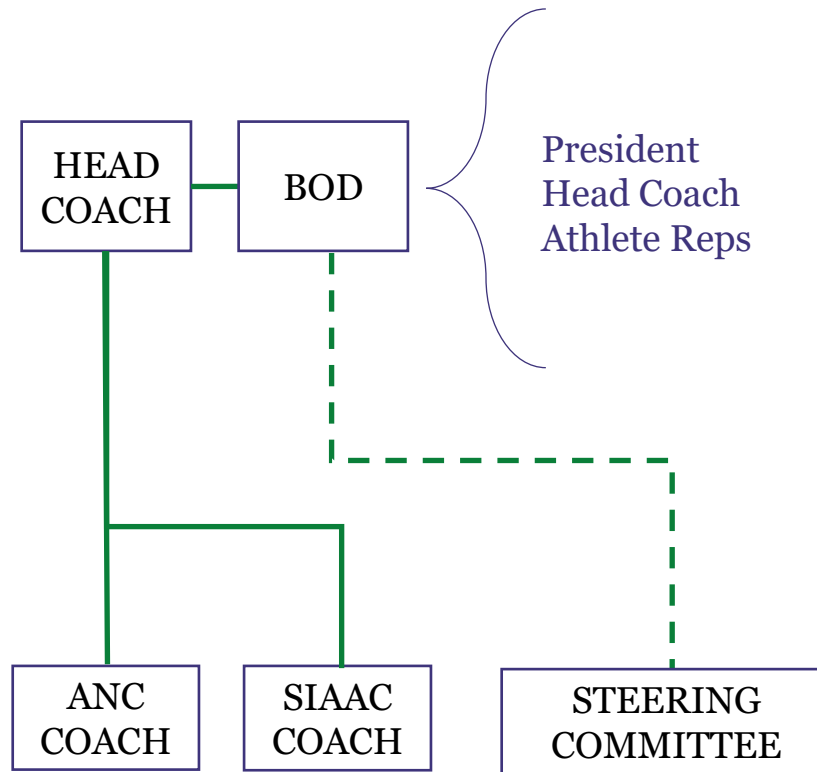 HEAD
COACH
BOD
President
Head Coach
Athlete Reps
ANC
COACH
SIAAC
COACH
STEERING
COMMITTEE